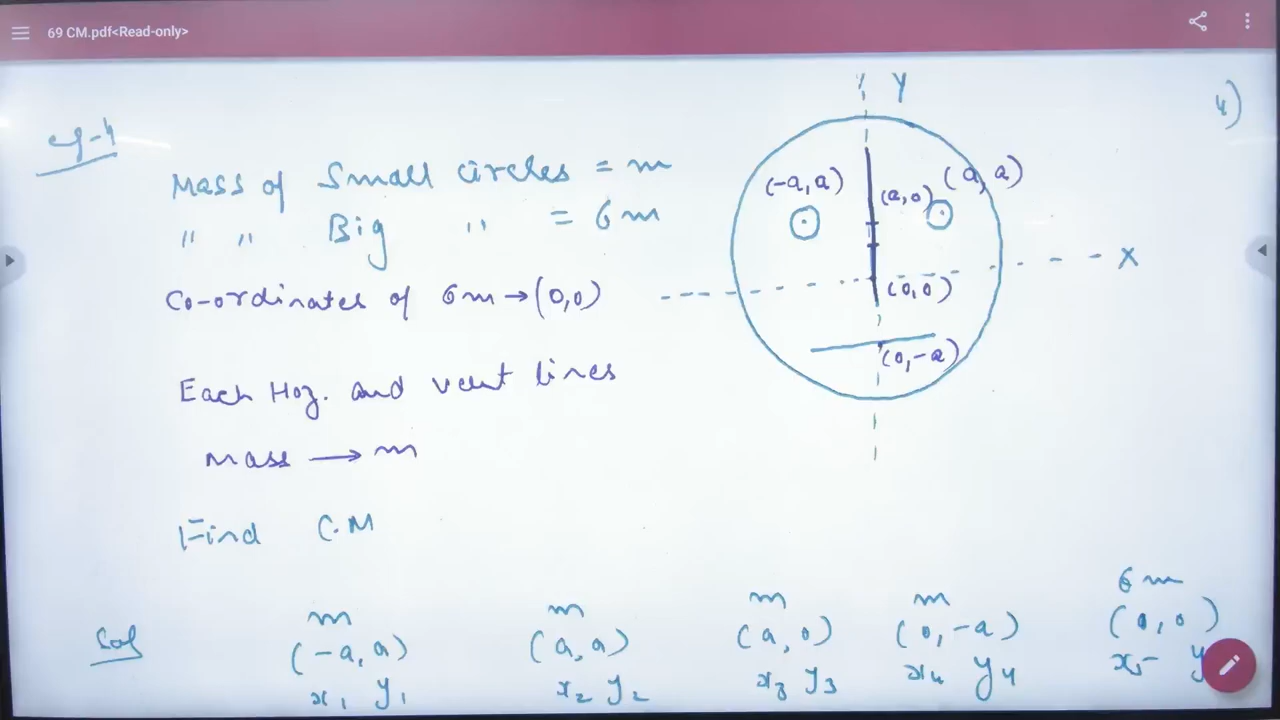 69 CM.pdf<Read-only>
4)
eg-4
Mass of Small circles = m
" " Big " = 6m
Co-ordinates of 6m → (0,0)
Each Hoz. and vert lines
Mass → m
Find C.M
Y
(-a, a)
(a, a)
(a, 0)
X
(0, 0)
(0, -a)
Sol
m m m m 6m
(-a, a) (a, a) (a, 0) (0, -a) (0, 0)
x1 y1 x2 y2 x3 y3 x4 y4 x5 y